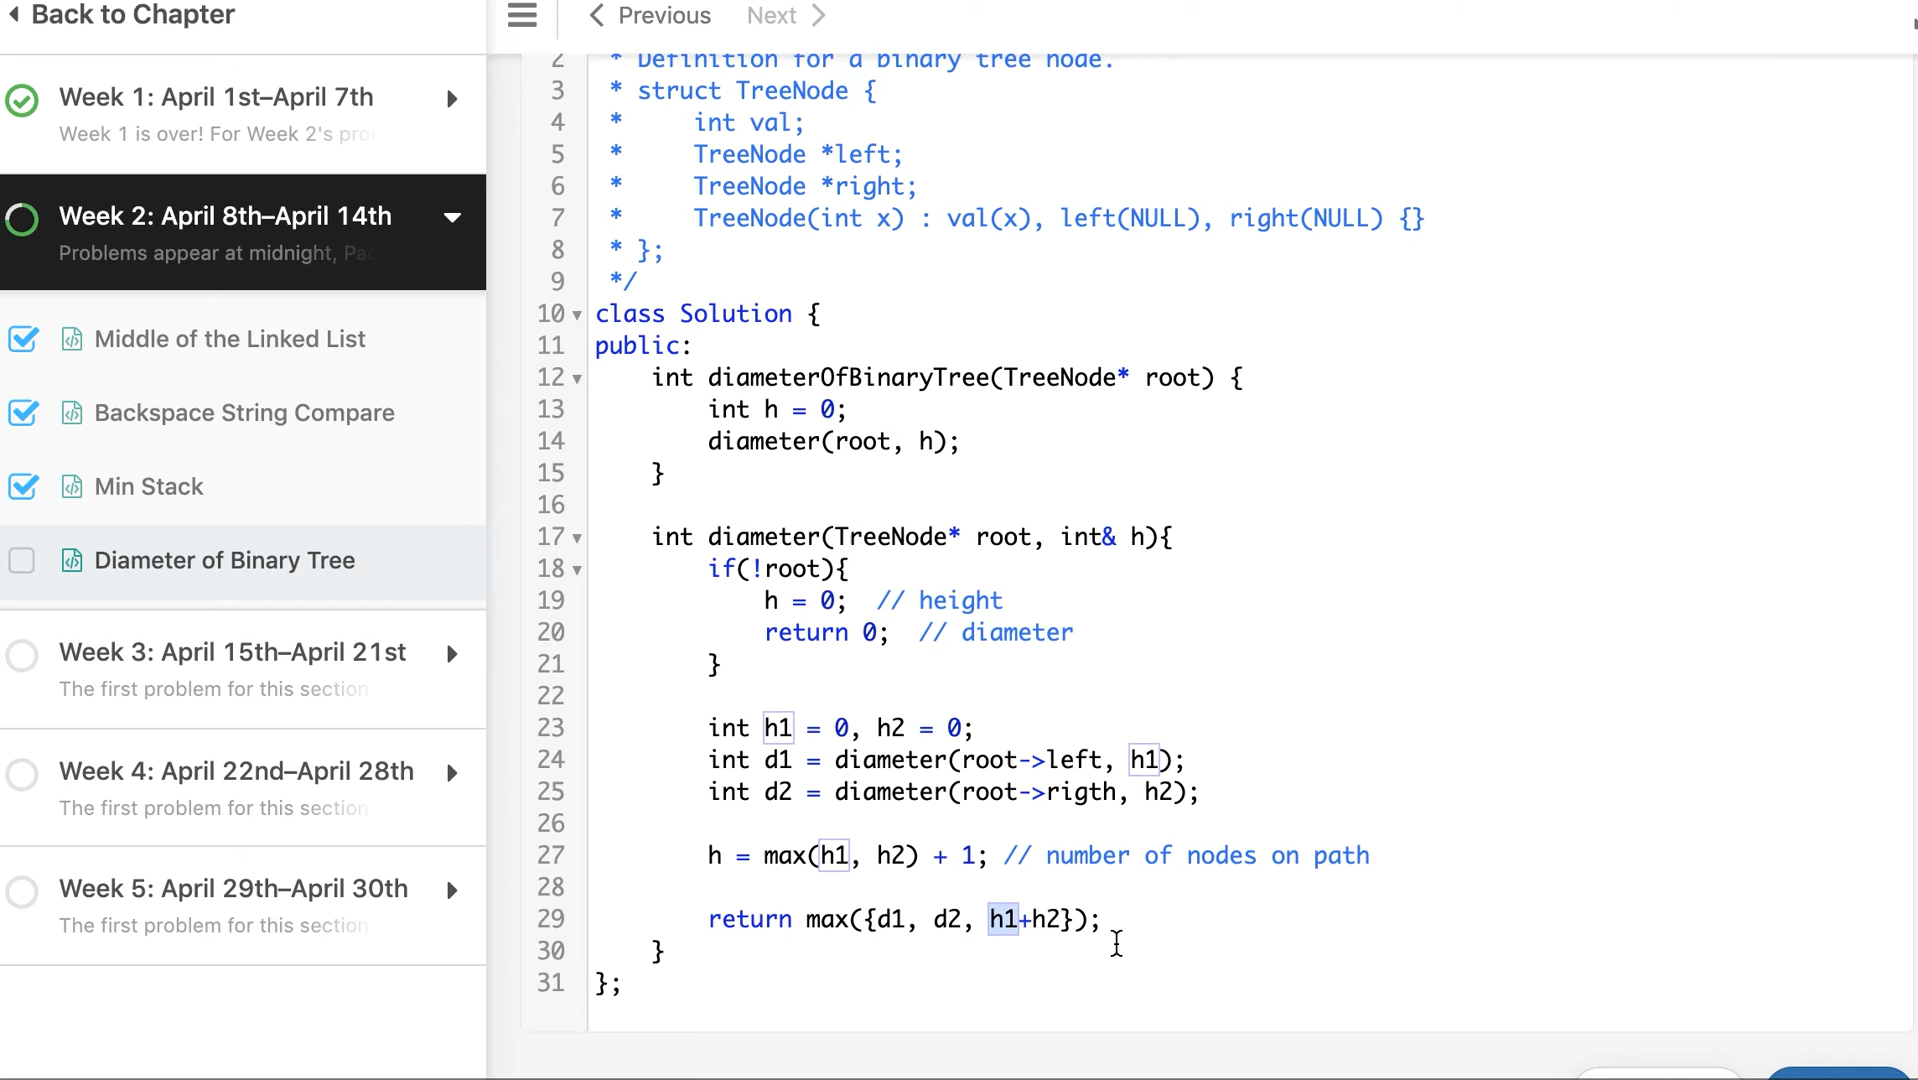 Back to Chapter
Previous
Next
Week 1: April 1st–April 7th
Week 1 is over! For Week 2's pro
Week 2: April 8th–April 14th
Problems appear at midnight, Pac
Middle of the Linked List
Backspace String Compare
Min Stack
Diameter of Binary Tree
Week 3: April 15th–April 21st
The first problem for this section
Week 4: April 22nd–April 28th
The first problem for this section
Week 5: April 29th–April 30th
The first problem for this section
2 * Definition for a binary tree node.
3 * struct TreeNode {
4 *     int val;
5 *     TreeNode *left;
6 *     TreeNode *right;
7 *     TreeNode(int x) : val(x), left(NULL), right(NULL) {}
8 * };
9 */
10 class Solution {
11 public:
12     int diameterOfBinaryTree(TreeNode* root) {
13         int h = 0;
14         diameter(root, h);
15     }
16
17     int diameter(TreeNode* root, int& h){
18         if(!root){
19             h = 0;  // height
20             return 0;  // diameter
21         }
22
23         int h1 = 0, h2 = 0;
24         int d1 = diameter(root->left, h1);
25         int d2 = diameter(root->rigth, h2);
26
27         h = max(h1, h2) + 1; // number of nodes on path
28
29         return max({d1, d2, h1+h2});
30     }
31 };